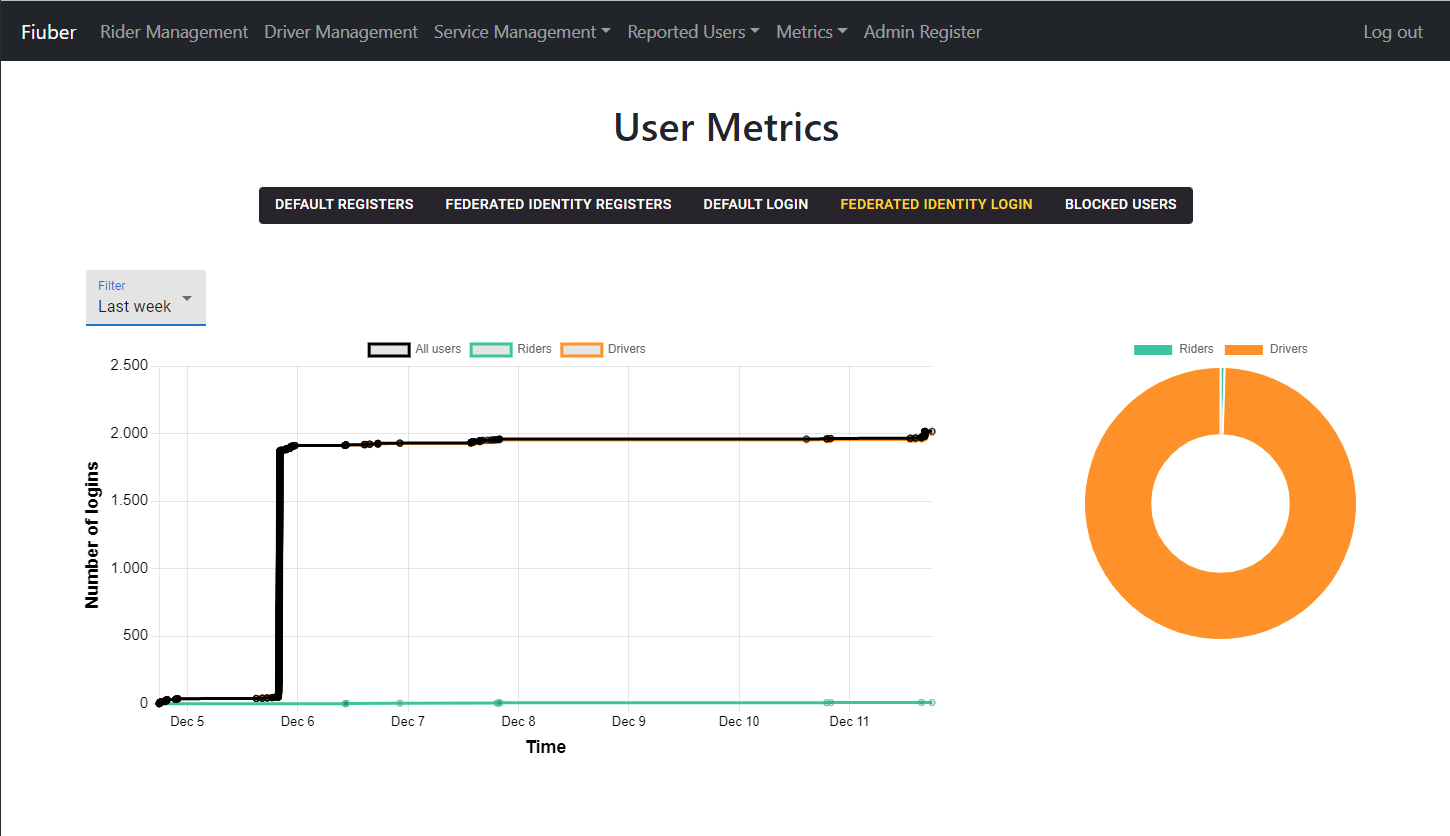 Fiuber Rider Management Driver Management Service Management Reported Users Metrics Admin Register Log out
User Metrics
DEFAULT REGISTERS FEDERATED IDENTITY REGISTERS DEFAULT LOGIN FEDERATED IDENTITY LOGIN BLOCKED USERS
Filter
Last week
All users Riders Drivers
Riders Drivers
Number of logins
2.500
2.000
1.500
1.000
500
0
Dec 5 Dec 6 Dec 7 Dec 8 Dec 9 Dec 10 Dec 11
Time